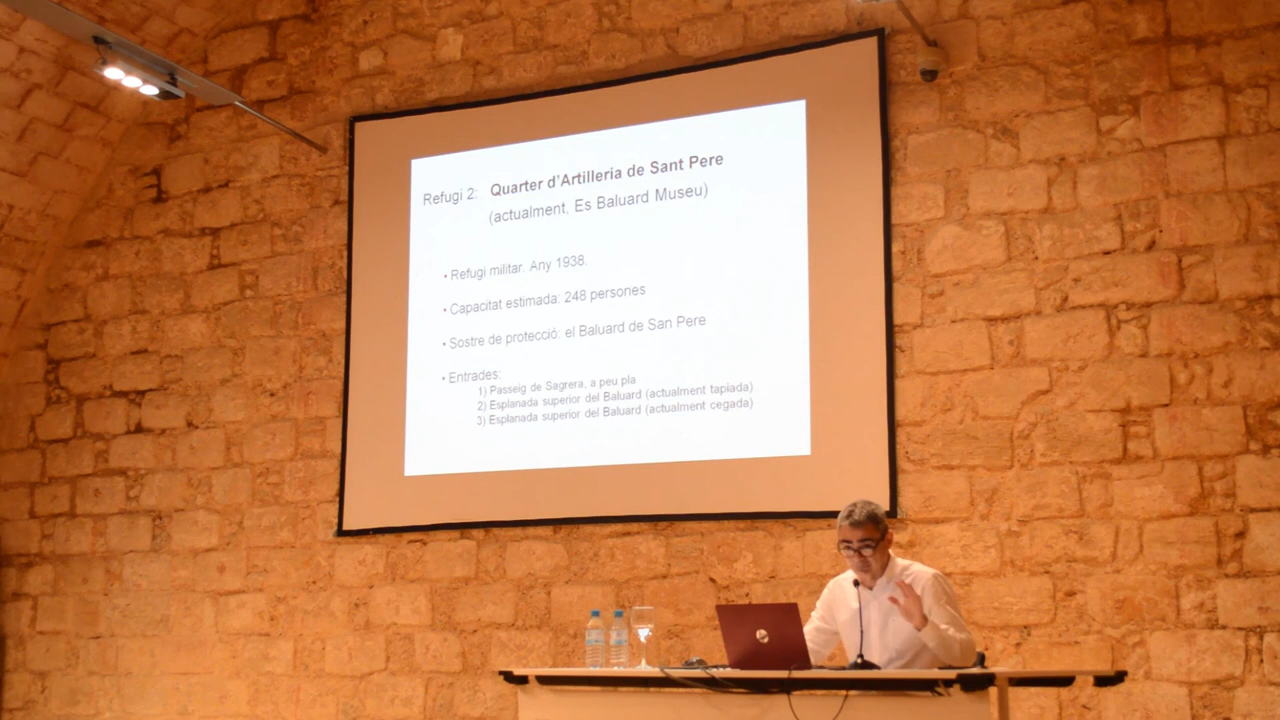 Refugi 2: Quarter d'Artilleria de Sant Pere
(actualment, Es Baluard Museu)
• Refugi militar. Any 1938.
• Capacitat estimada: 248 persones
• Sostre de protecció: el Baluard de San Pere
• Entrades:
1) Passeig de Sagrera, a peu pla
2) Esplanada superior del Baluard (actualment tapiada)
3) Esplanada superior del Baluard (actualment cegada)